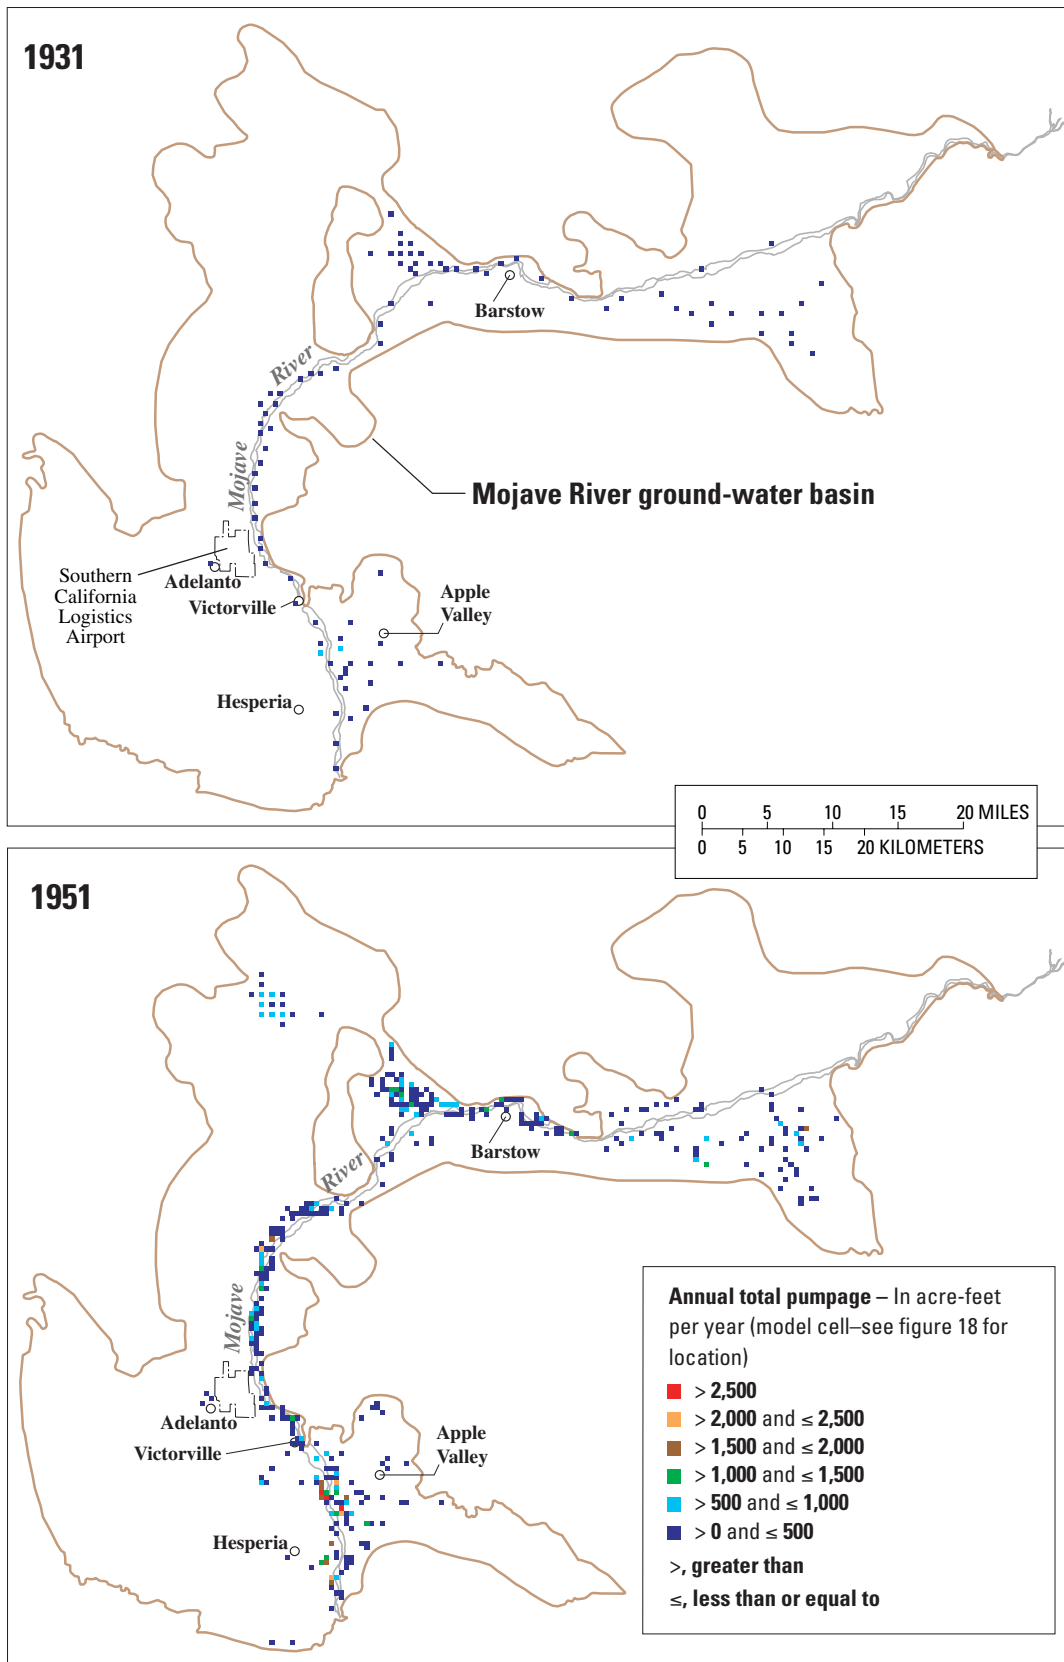 1931
Barstow
River
Mojave
Mojave River ground-water basin
Southern
California
Logistics
Airport
Adelanto
Victorville
Apple
Valley
Hesperia
0 5 10 15 20 MILES
0 5 10 15 20 KILOMETERS
1951
Barstow
River
Mojave
Adelanto
Victorville
Apple
Valley
Hesperia
Annual total pumpage – In acre-feet
per year (model cell–see figure 18 for
location)
> 2,500
> 2,000 and ≤ 2,500
> 1,500 and ≤ 2,000
> 1,000 and ≤ 1,500
> 500 and ≤ 1,000
> 0 and ≤ 500
>, greater than
≤, less than or equal to